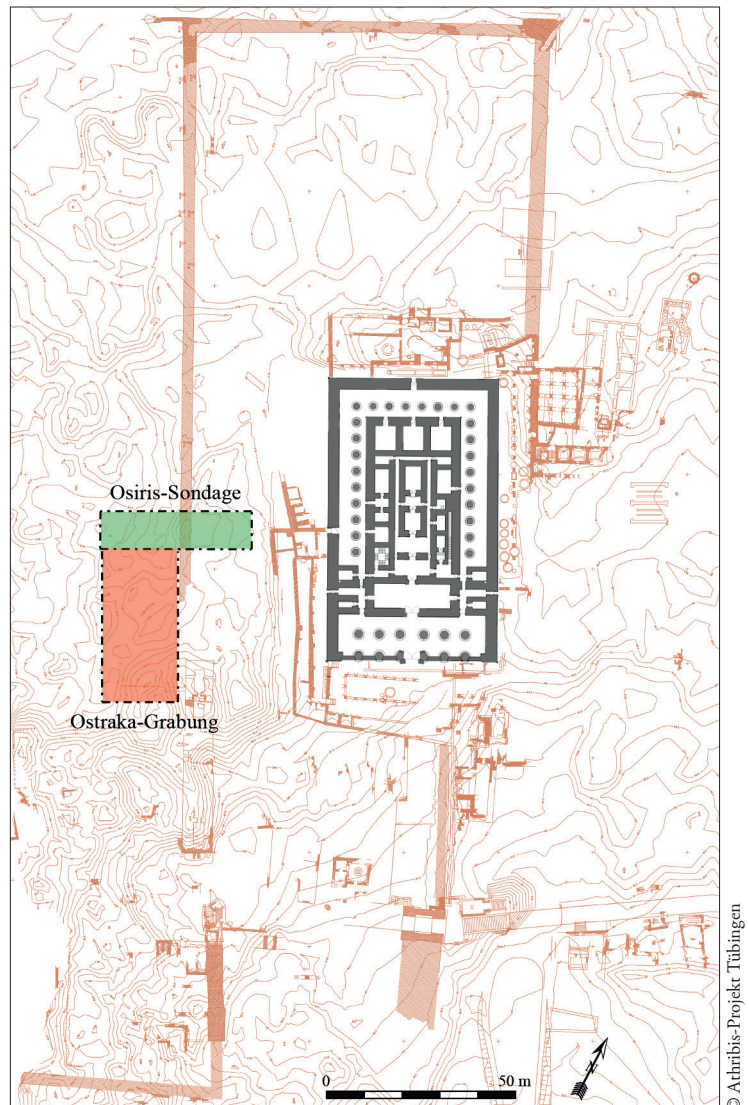 Osiris-Sondage
Ostraka-Grabung
N
0
50 m
© Athribis-Projekt Tübingen